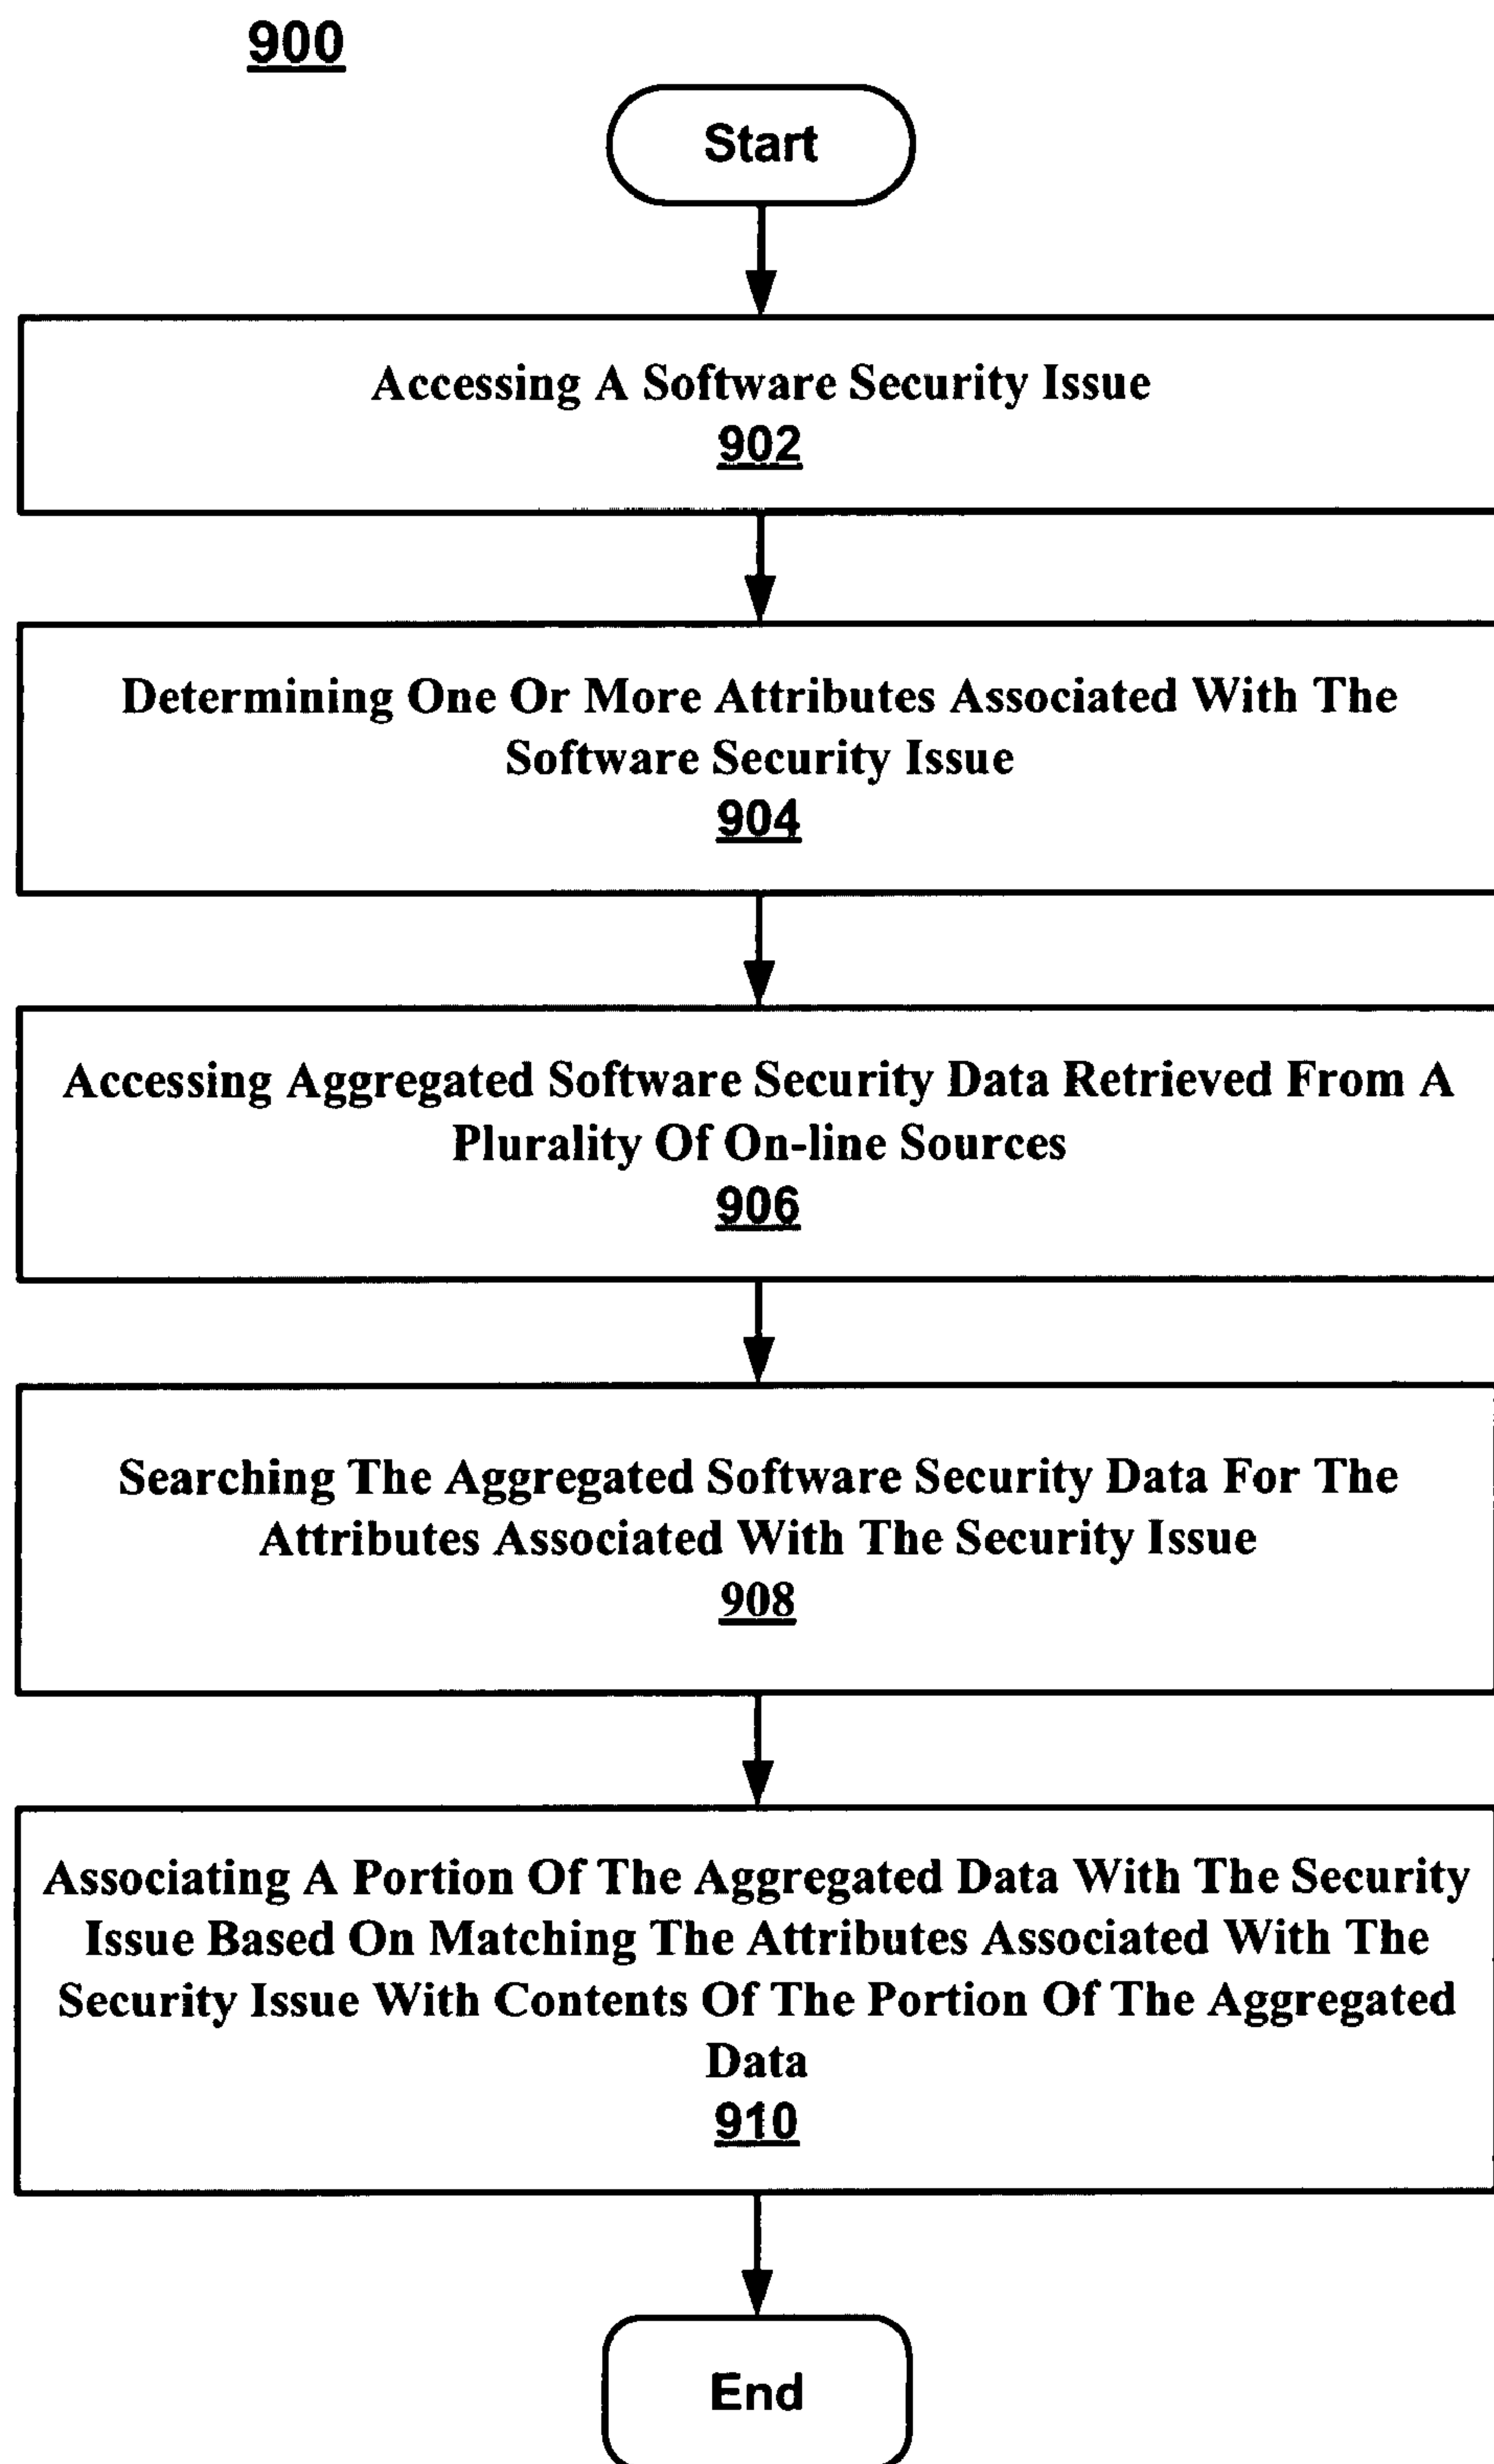 900
Start
Accessing A Software Security Issue
902
Determining One Or More Attributes Associated With The
Software Security Issue
904
Accessing Aggregated Software Security Data Retrieved From A
Plurality Of On-line Sources
906
Searching The Aggregated Software Security Data For The
Attributes Associated With The Security Issue
908
Associating A Portion Of The Aggregated Data With The Security
Issue Based On Matching The Attributes Associated With The
Security Issue With Contents Of The Portion Of The Aggregated
Data
910
End